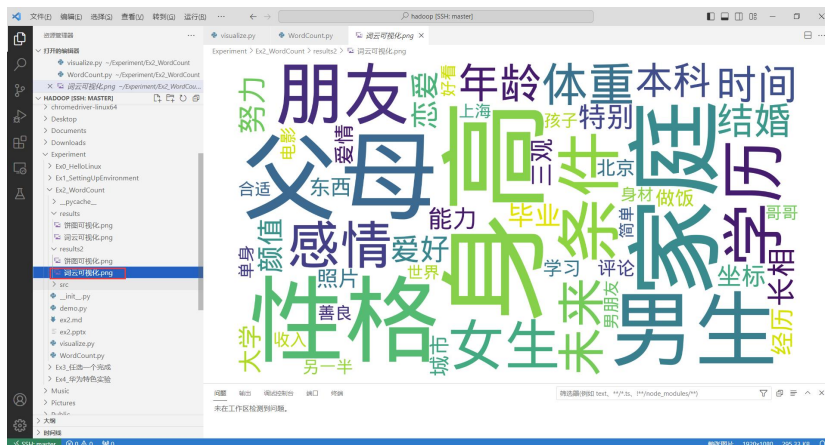 文件(F) 编辑(E) 选择(S) 查看(V) 转到(G) 运行(R) ···
hadoop [SSH: master]
资源管理器
visualize.py
WordCount.py
词云可视化.png
Experiment > Ex2_WordCount > results2 > 词云可视化.png
打开的编辑器
visualize.py ~/Experiment/Ex2_WordCount
WordCount.py ~/Experiment/Ex2_WordCount
词云可视化.png ~/Experiment/Ex2_WordCou...
HADOOP [SSH: MASTER]
chromedriver-linux64
Desktop
Documents
Downloads
Experiment
Ex0_HelloLinux
Ex1_SettingUpEnvironment
Ex2_WordCount
__pycache__
results
饼图可视化.png
词云可视化.png
results2
饼图可视化.png
词云可视化.png
src
__init__.py
demo.py
ex2.md
ex2.pptx
visualize.py
WordCount.py
Ex3_任选一个完成
Ex4_华为特色实验
Music
Pictures
Public
大纲
时间线
努力
朋友
恋爱
好看
年龄
体重
本科
时间
电影
爱情
上海
孩子
特别
结婚
父母
身高
三观
条件
北京
家庭
学历
合适
东西
身材
做饭
能力
毕业
简单
哥哥
单身
颜值
感情
爱好
世界
照片
学习
评论
坐标
长相
性格
善良
未来
男朋友
男生
大学
收入
另一半
城市
女生
经历
问题 输出 调试控制台 端口 终端
筛选器(例如 text、**/*.ts、!**/node_modules/**)
未在工作区检测到问题。
SSH: master
0
0
0
整张图片 1920x1080 295.33 KB